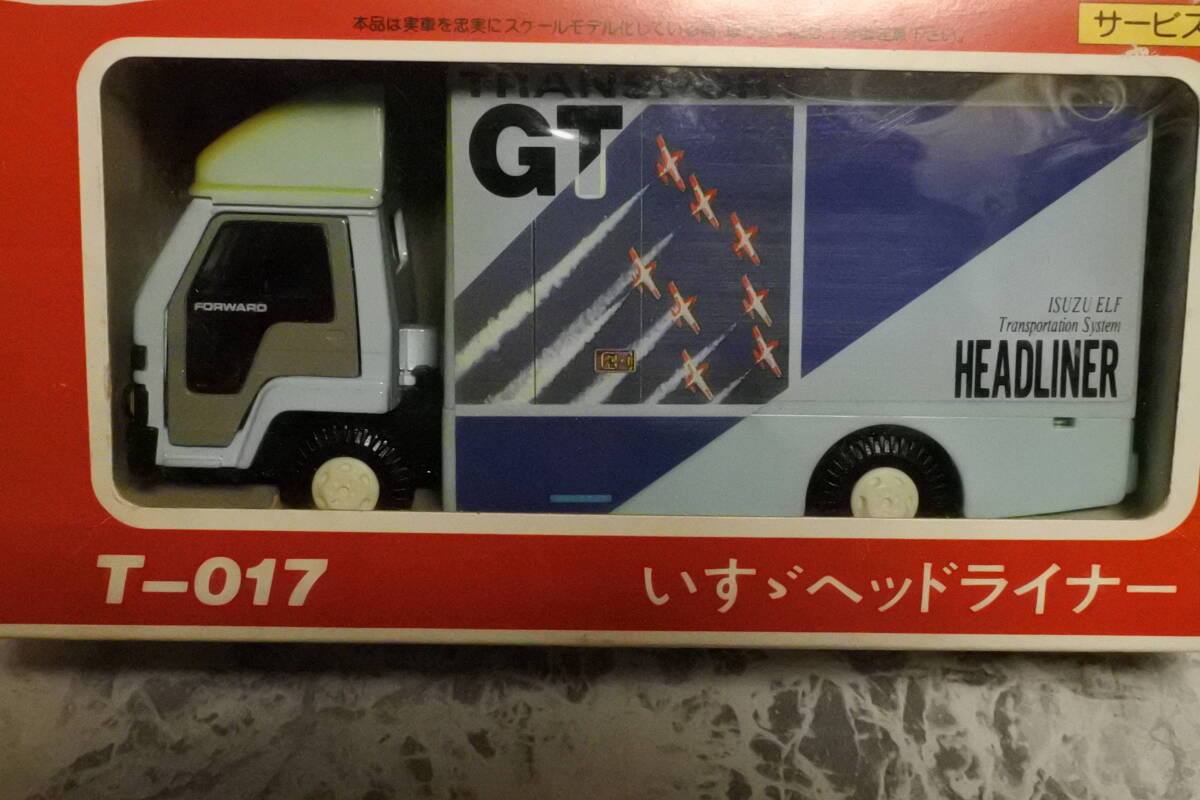 本品は実車を忠実にスケールモデル化している
サービス
TRANSPOR
GT
FORWARD
ISUZU ELF
Transportation System
HEADLINER
T-017
いすゞヘッドライナー